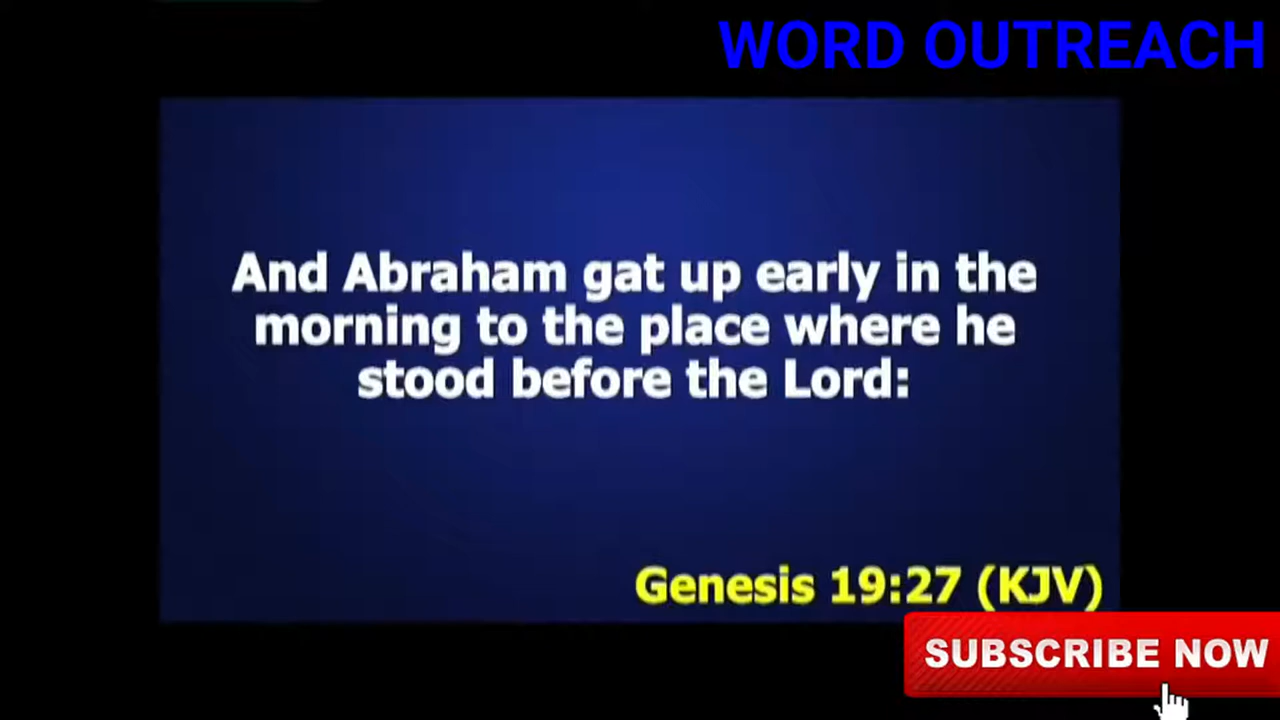 WORD OUTREACH
And Abraham gat up early in the
morning to the place where he
stood before the Lord:
Genesis 19:27 (KJV)
SUBSCRIBE NOW